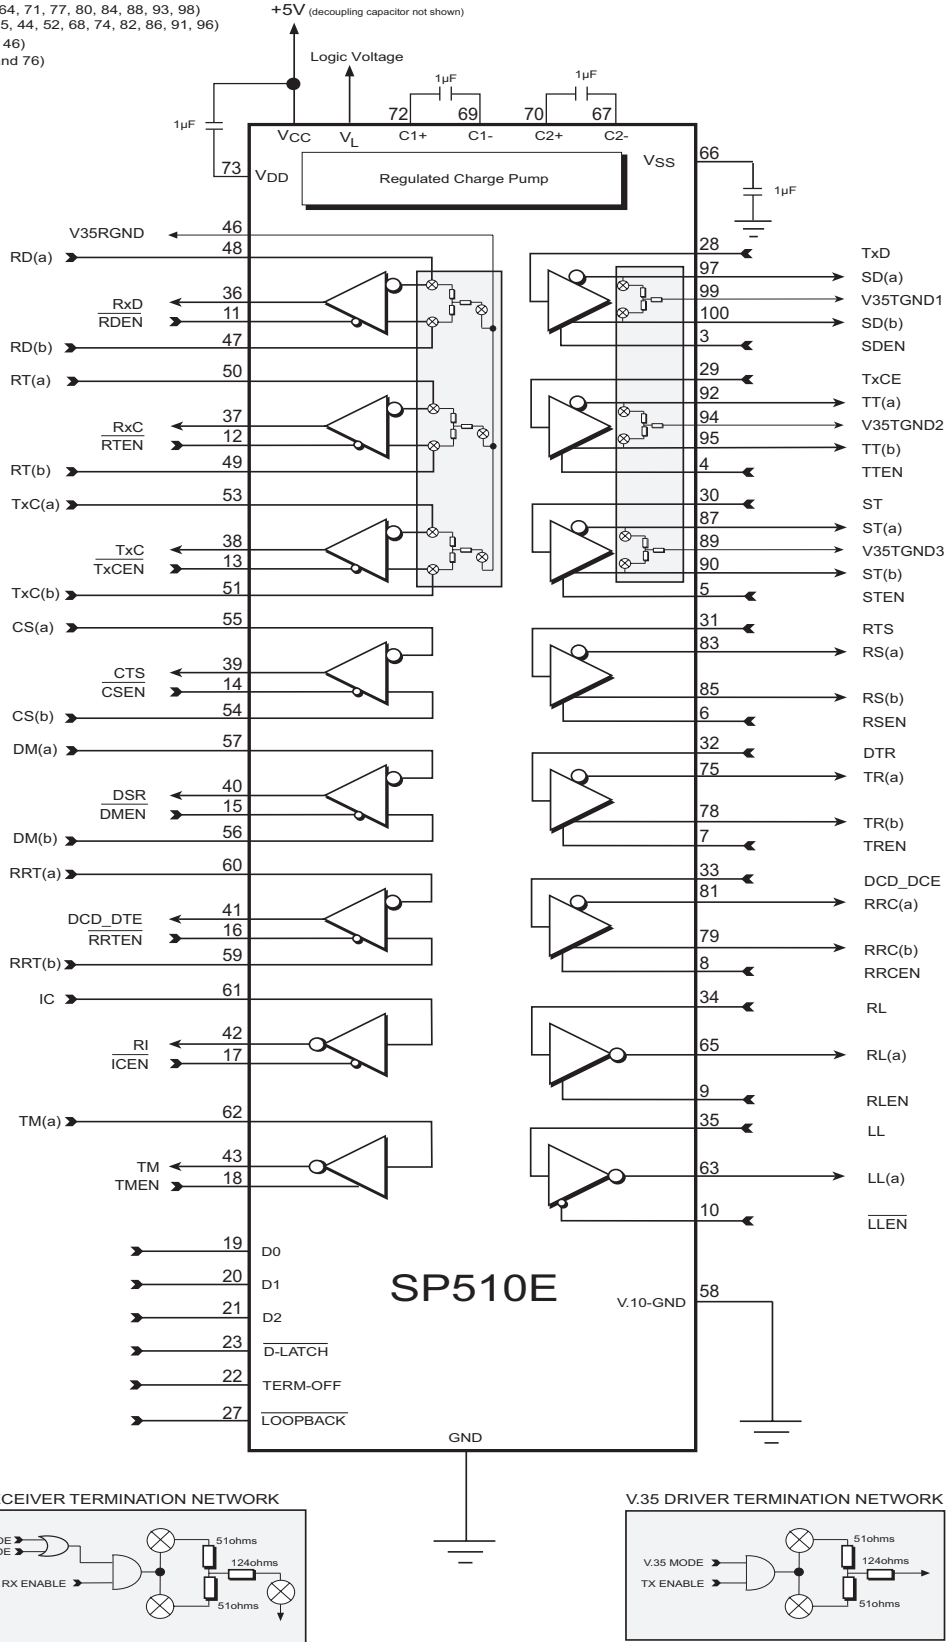 64, 71, 77, 80, 84, 88, 93, 98)
5, 44, 52, 68, 74, 82, 86, 91, 96)
46)
nd 76)
+5V (decoupling capacitor not shown)
Logic Voltage
1µF
1µF
1µF
72 69 70 67
VCC VL C1+ C1- C2+ C2-
73 VDD
Regulated Charge Pump
VSS 66
1µF
V35RGND 46
RD(a) 48
RxD 36
RDEN 11
RD(b) 47
RT(a) 50
RxC 37
RTEN 12
RT(b) 49
TxC(a) 53
TxC 38
TxCEN 13
TxC(b) 51
CS(a) 55
CTS 39
CSEN 14
CS(b) 54
DM(a) 57
DSR 40
DMEN 15
DM(b) 56
RRT(a) 60
DCD_DTE 41
RRTEN 16
RRT(b) 59
IC 61
RI 42
ICEN 17
TM(a) 62
TM 43
TMEN 18
19 D0
20 D1
21 D2
23 D-LATCH
22 TERM-OFF
27 LOOPBACK
28 TxD
97 SD(a)
99 V35TGND1
100 SD(b)
3 SDEN
29 TxCE
92 TT(a)
94 V35TGND2
95 TT(b)
4 TTEN
30 ST
87 ST(a)
89 V35TGND3
90 ST(b)
5 STEN
31 RTS
83 RS(a)
85 RS(b)
6 RSEN
32 DTR
75 TR(a)
78 TR(b)
7 TREN
33 DCD_DCE
81 RRC(a)
79 RRC(b)
8 RRCEN
34 RL
65 RL(a)
9 RLEN
35 LL
63 LL(a)
10 LLEN
SP510E
V.10-GND 58
GND
CEIVER TERMINATION NETWORK
DE
DE
RX ENABLE
51ohms
124ohms
51ohms
V.35 DRIVER TERMINATION NETWORK
V.35 MODE
TX ENABLE
51ohms
124ohms
51ohms